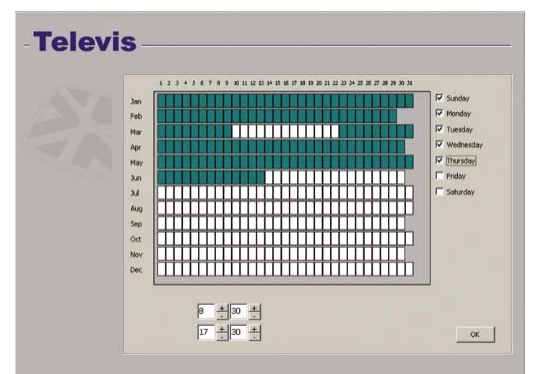 Televis
1 2 3 4 5 6 7 8 9 10 11 12 13 14 15 16 17 18 19 20 21 22 23 24 25 26 27 28 29 30 31
Jan
Feb
Mar
Apr
May
Jun
Jul
Aug
Sep
Oct
Nov
Dec
Sunday
Monday
Tuesday
Wednesday
Thursday
Friday
Saturday
8 + - 30 + -
17 + - 30 + -
OK